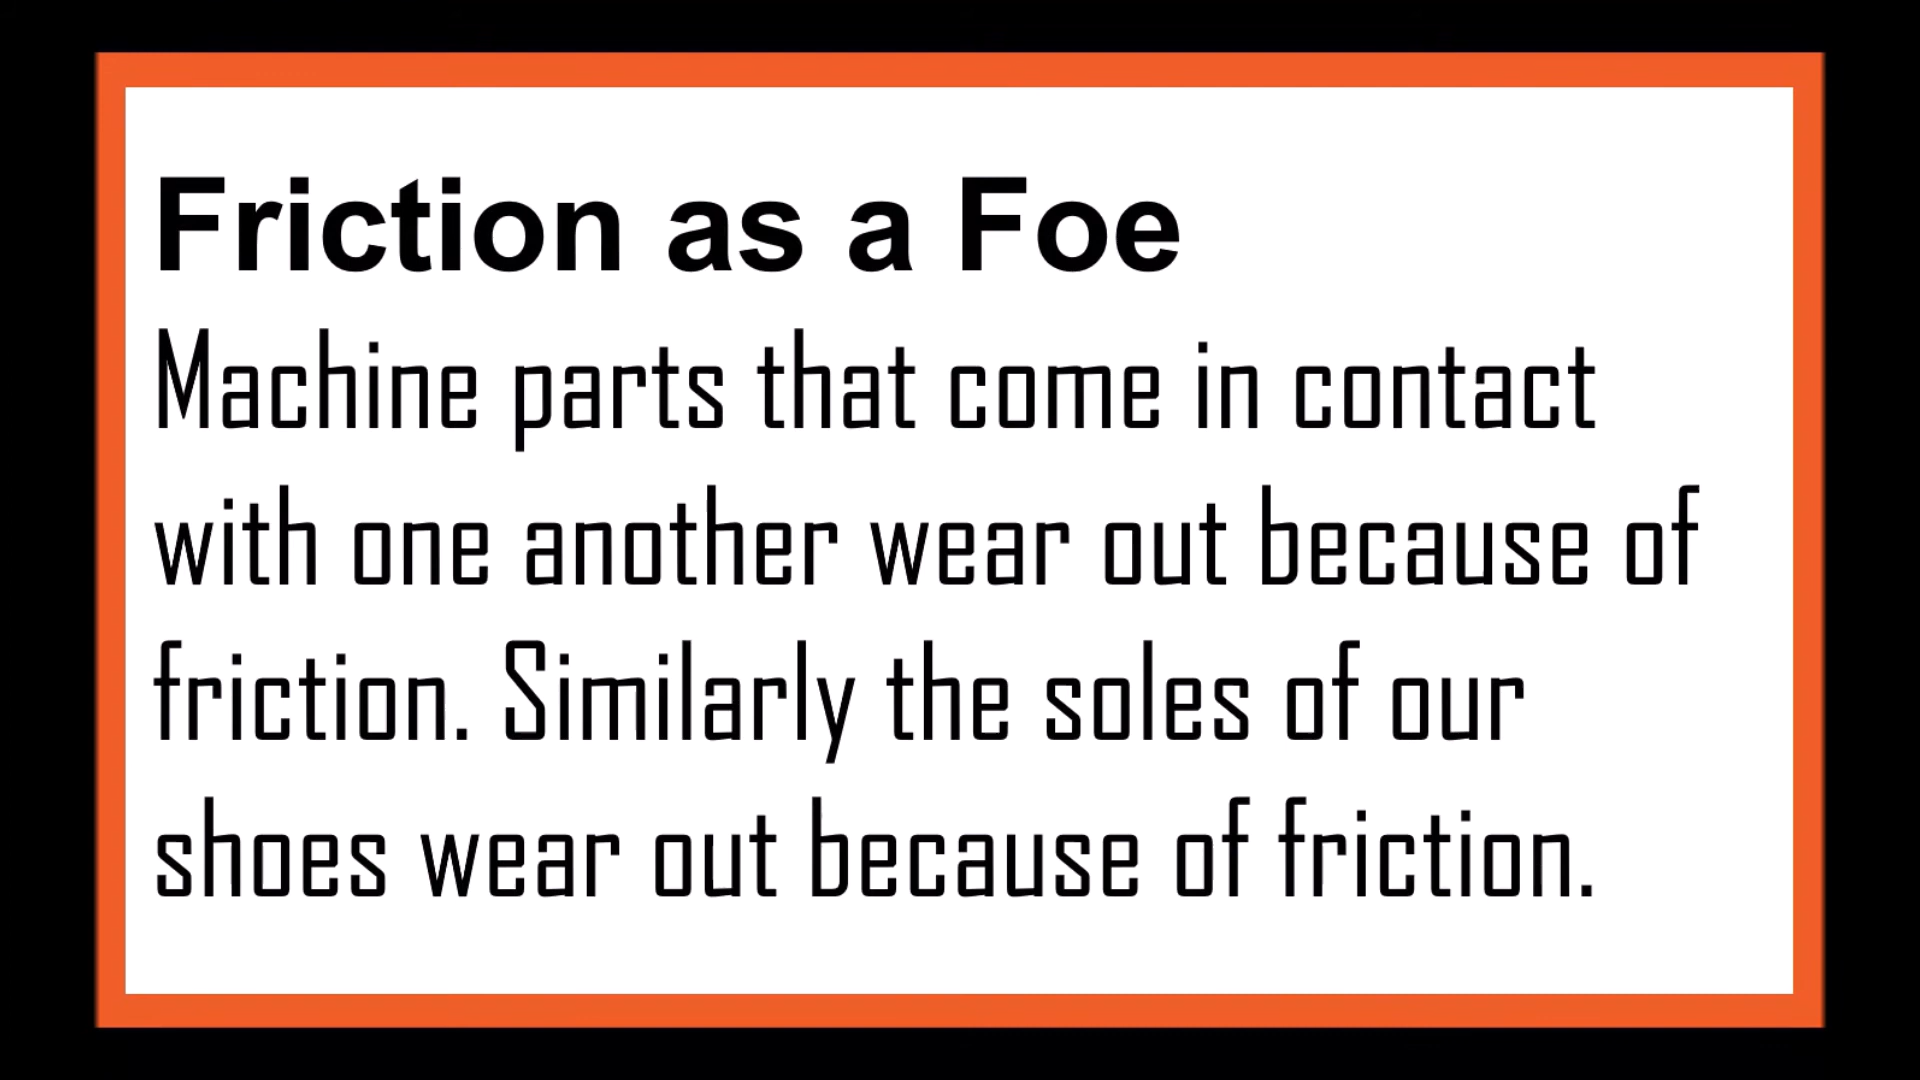 Friction as a Foe
Machine parts that come in contact
with one another wear out because of
friction. Similarly the soles of our
shoes wear out because of friction.